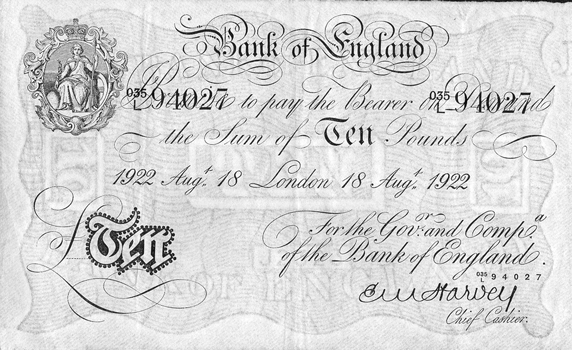 Bank of England
035 L 94027 to pay the Bearer on Demand 035 L 94027
the Sum of Ten Pounds
1922 Augt. 18 London 18 Augt. 1922
£Ten
For the Govr. and Compa.
of the Bank of England.
035 L 94027
E M Harvey
Chief Cashier.